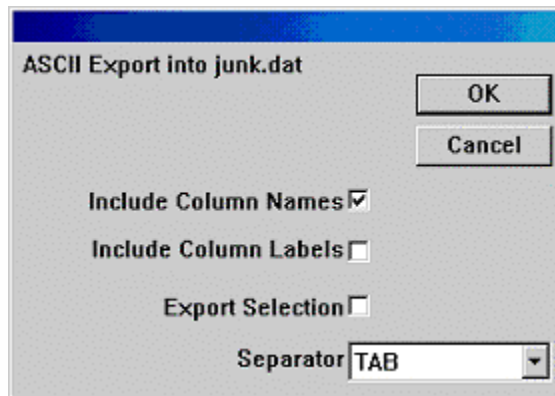 ASCII Export into junk.dat
OK
Cancel
Include Column Names
Include Column Labels
Export Selection
Separator TAB